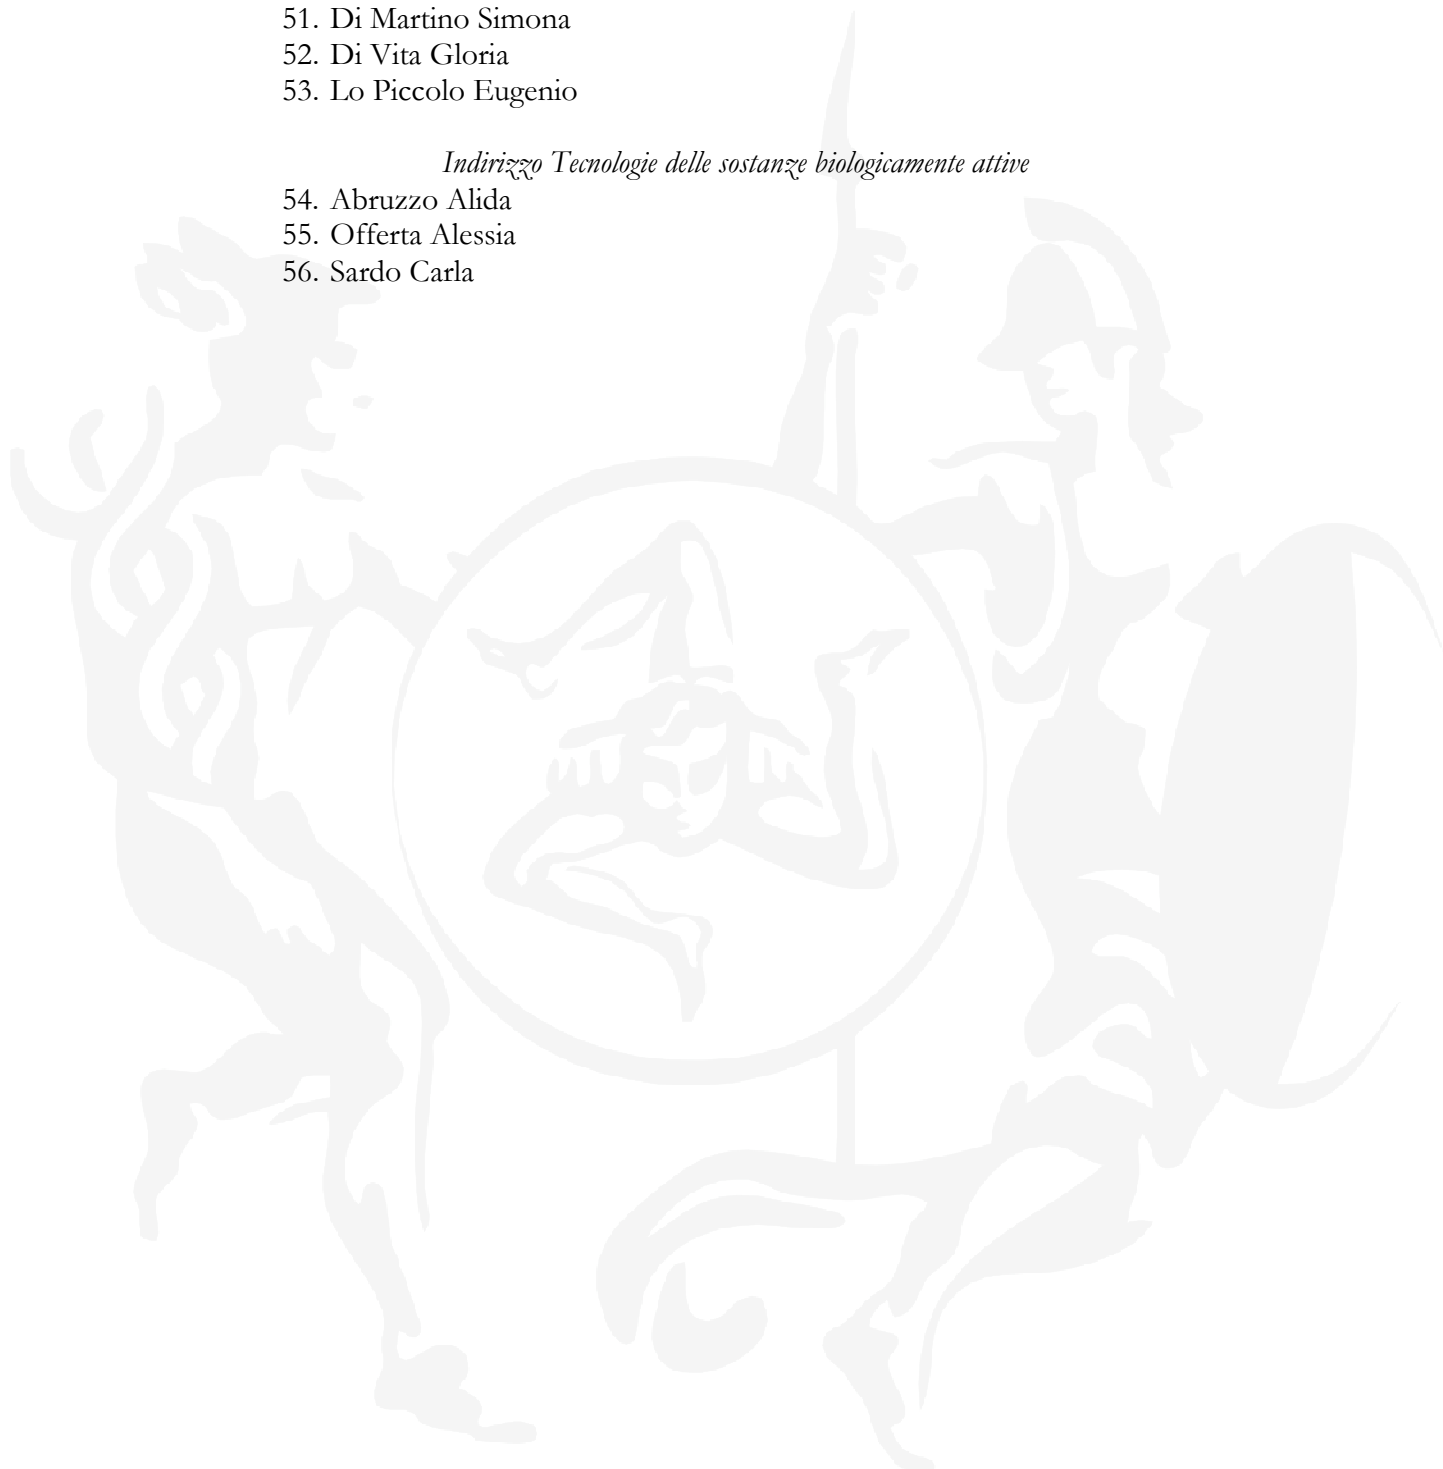 51. Di Martino Simona
52. Di Vita Gloria
53. Lo Piccolo Eugenio
Indirizzo Tecnologie delle sostanze biologicamente attive
54. Abruzzo Alida
55. Offerta Alessia
56. Sardo Carla